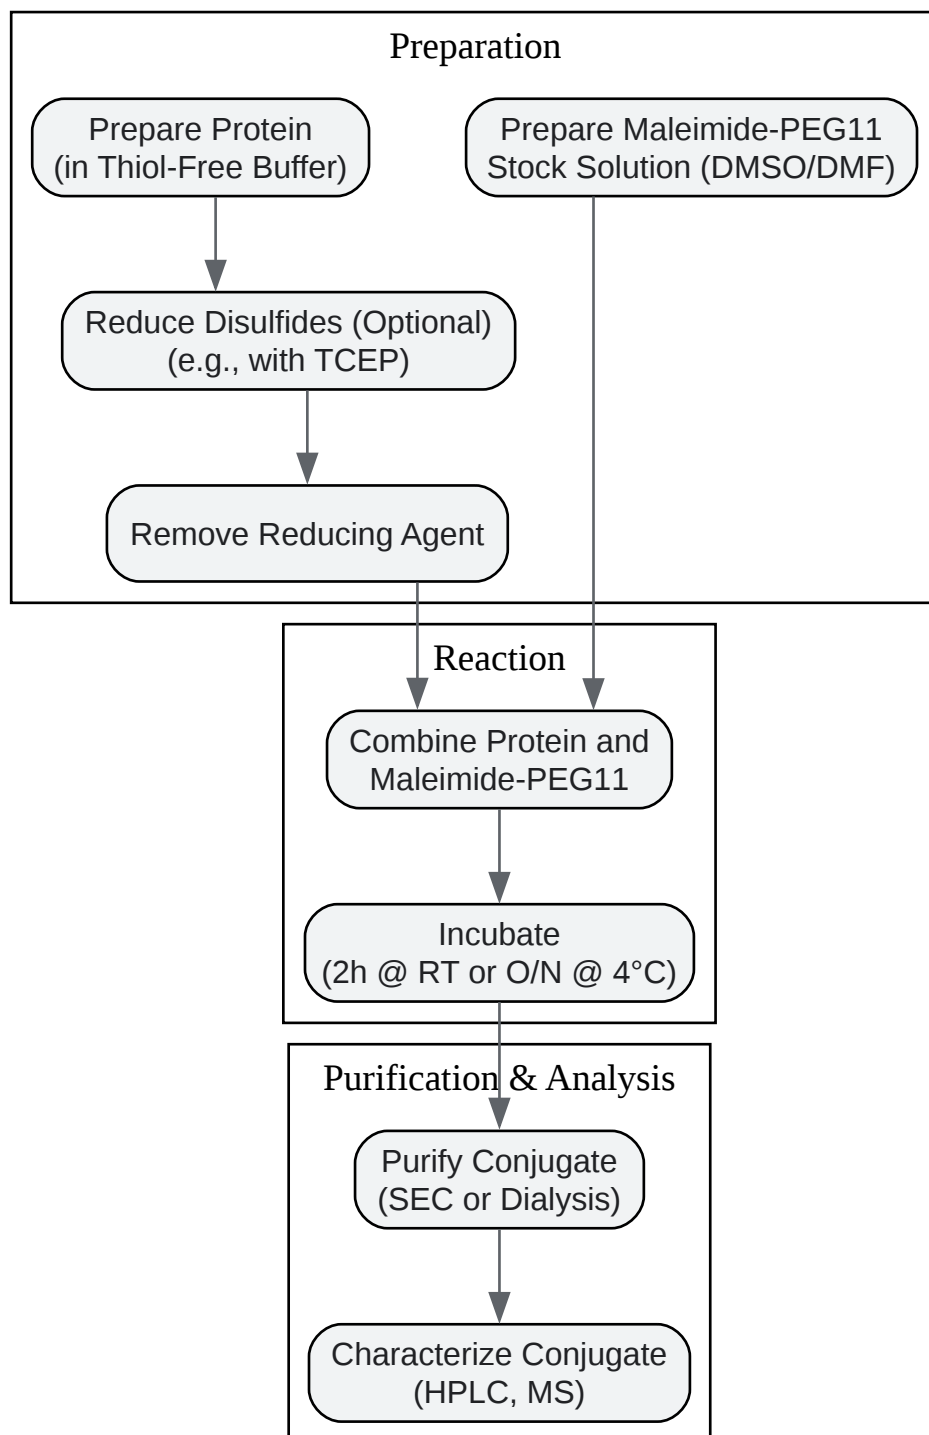 Preparation
Prepare Protein
(in Thiol-Free Buffer)
Prepare Maleimide-PEG11
Stock Solution (DMSO/DMF)
Reduce Disulfides (Optional)
(e.g., with TCEP)
Remove Reducing Agent
Reaction
Combine Protein and
Maleimide-PEG11
Incubate
(2h @ RT or O/N @ 4°C)
Purification & Analysis
Purify Conjugate
(SEC or Dialysis)
Characterize Conjugate
(HPLC, MS)